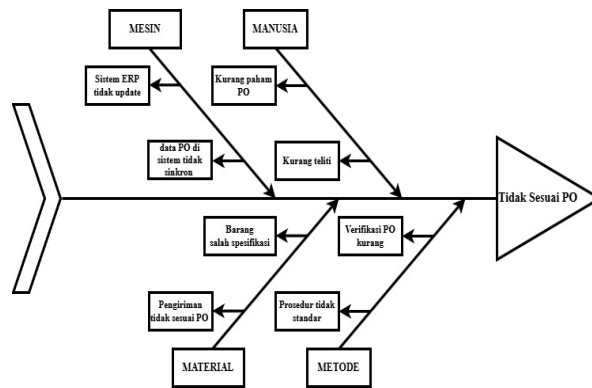 MESIN
MANUSIA
Sistem ERP
tidak update
Kurang paham
PO
data PO di
sistem tidak
sinkron
Kurang teliti
Tidak Sesuai PO
Barang
salah spesifikasi
Verifikasi PO
kurang
Pengiriman
tidak sesuai PO
Prosedur tidak
standar
MATERIAL
METODE